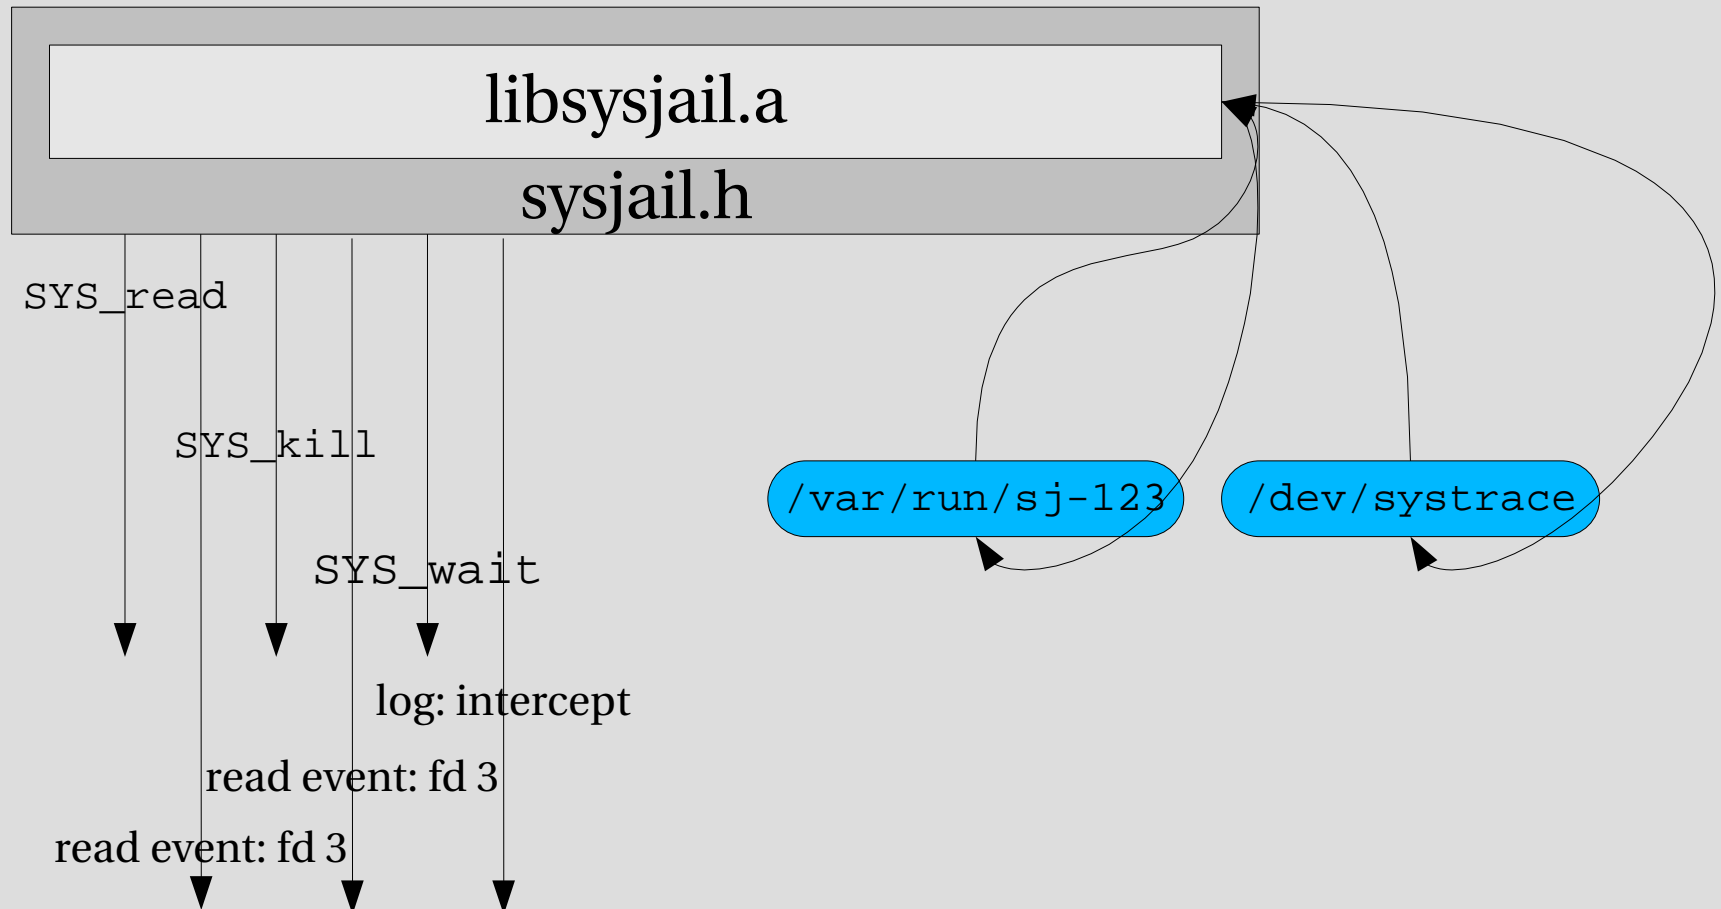 libsysjail.a
sysjail.h
SYS_read
SYS_kill
/var/run/sj-123
/dev/systrace
SYS_wait
log: intercept
read event: fd 3
read event: fd 3